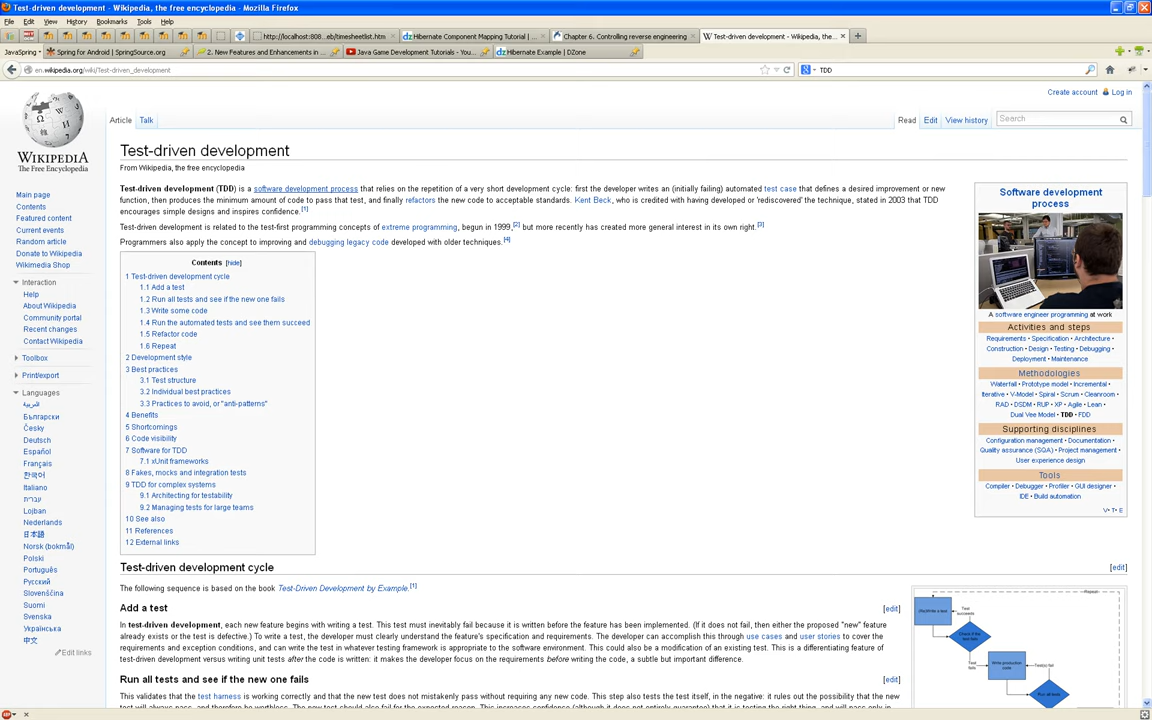 Test-driven development - Wikipedia, the free encyclopedia - Mozilla Firefox
File Edit View History Bookmarks Tools Help
http://localhost:808...eb/timesheetlist.htm
Hibernate Component Mapping Tutorial | ...
Chapter 6. Controlling reverse engineering
Test-driven development - Wikipedia, the...
JavaSpring
Spring for Android | SpringSource.org
2. New Features and Enhancements in ...
Java Game Development Tutorials - You...
Hibernate Example | DZone
en.wikipedia.org/wiki/Test-driven_development
TDD
Create account Log in
Article Talk
Read Edit View history
Search
WIKIPEDIA
The Free Encyclopedia
Main page
Contents
Featured content
Current events
Random article
Donate to Wikipedia
Wikimedia Shop
Interaction
Help
About Wikipedia
Community portal
Recent changes
Contact Wikipedia
Toolbox
Print/export
Languages
العربية
Български
Česky
Deutsch
Español
Français
한국어
Italiano
עברית
Lojban
Nederlands
日本語
Norsk (bokmål)
Polski
Português
Русский
Slovenščina
Suomi
Svenska
Українська
中文
Edit links
Test-driven development
From Wikipedia, the free encyclopedia
Test-driven development (TDD) is a software development process that relies on the repetition of a very short development cycle: first the developer writes an (initially failing) automated test case that defines a desired improvement or new
function, then produces the minimum amount of code to pass that test, and finally refactors the new code to acceptable standards. Kent Beck, who is credited with having developed or 'rediscovered' the technique, stated in 2003 that TDD
encourages simple designs and inspires confidence.[1]
Test-driven development is related to the test-first programming concepts of extreme programming, begun in 1999,[2] but more recently has created more general interest in its own right.[3]
Programmers also apply the concept to improving and debugging legacy code developed with older techniques.[4]
Contents [hide]
1 Test-driven development cycle
1.1 Add a test
1.2 Run all tests and see if the new one fails
1.3 Write some code
1.4 Run the automated tests and see them succeed
1.5 Refactor code
1.6 Repeat
2 Development style
3 Best practices
3.1 Test structure
3.2 Individual best practices
3.3 Practices to avoid, or "anti-patterns"
4 Benefits
5 Shortcomings
6 Code visibility
7 Software for TDD
7.1 xUnit frameworks
8 Fakes, mocks and integration tests
9 TDD for complex systems
9.1 Architecting for testability
9.2 Managing tests for large teams
10 See also
11 References
12 External links
Software development
process
A software engineer programming at work
Activities and steps
Requirements • Specification • Architecture •
Construction • Design • Testing • Debugging •
Deployment • Maintenance
Methodologies
Waterfall • Prototype model • Incremental •
Iterative • V-Model • Spiral • Scrum • Cleanroom •
RAD • DSDM • RUP • XP • Agile • Lean •
Dual Vee Model • TDD • FDD
Supporting disciplines
Configuration management • Documentation •
Quality assurance (SQA) • Project management •
User experience design
Tools
Compiler • Debugger • Profiler • GUI designer •
IDE • Build automation
V • T • E
Test-driven development cycle [edit]
The following sequence is based on the book Test-Driven Development by Example.[1]
Add a test [edit]
In test-driven development, each new feature begins with writing a test. This test must inevitably fail because it is written before the feature has been implemented. (If it does not fail, then either the proposed "new" feature
already exists or the test is defective.) To write a test, the developer must clearly understand the feature's specification and requirements. The developer can accomplish this through use cases and user stories to cover the
requirements and exception conditions, and can write the test in whatever testing framework is appropriate to the software environment. This could also be a modification of an existing test. This is a differentiating feature of
test-driven development versus writing unit tests after the code is written: it makes the developer focus on the requirements before writing the code, a subtle but important difference.
Run all tests and see if the new one fails [edit]
This validates that the test harness is working correctly and that the new test does not mistakenly pass without requiring any new code. This step also tests the test itself, in the negative: it rules out the possibility that the new
Repeat
(Re)Write a test
Test succeeds
Check if the test fails
Test fails
Write production code
Test(s) fail
Run all tests